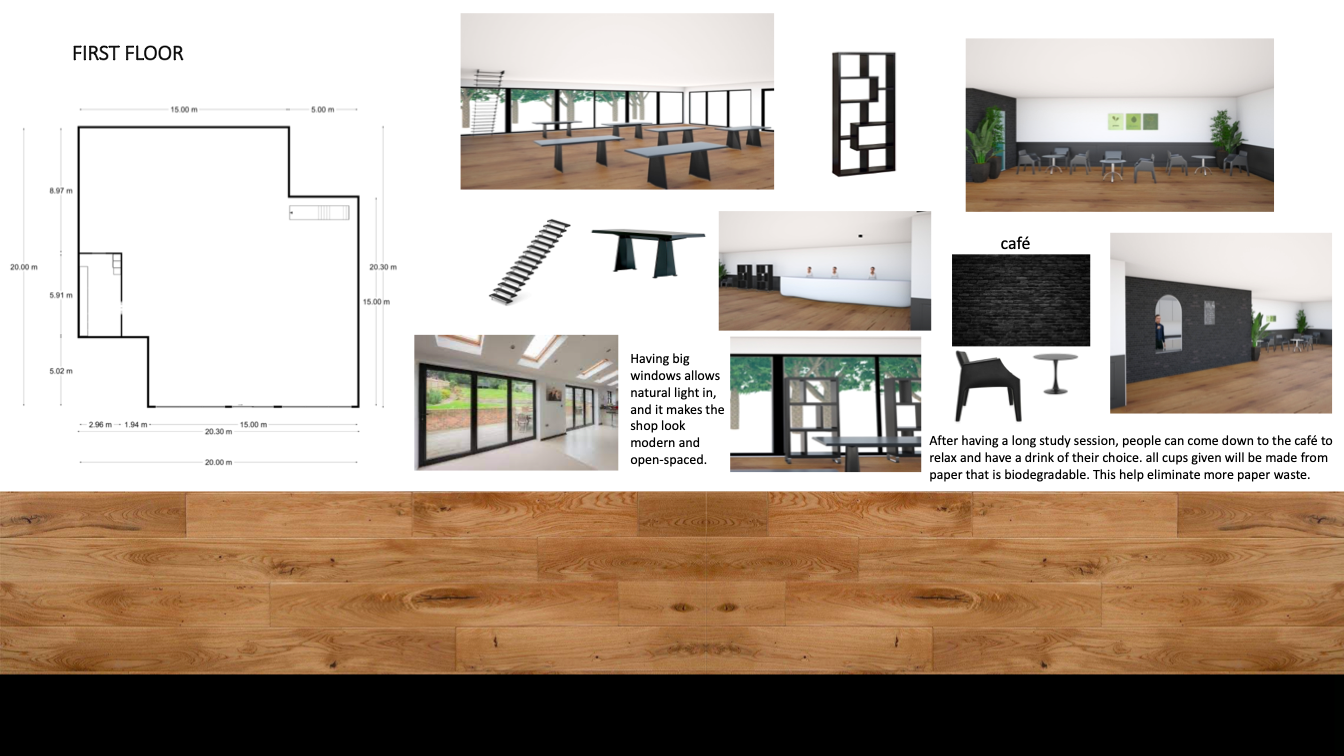 FIRST FLOOR
15.00 m
5.00 m
8.97 m
20.00 m
20.30 m
5.91 m
15.00 m
5.02 m
2.96 m
1.94 m
15.00 m
20.30 m
20.00 m
Having big
windows allows
natural light in,
and it makes the
shop look
modern and
open-spaced.
café
After having a long study session, people can come down to the café to
relax and have a drink of their choice. all cups given will be made from
paper that is biodegradable. This help eliminate more paper waste.